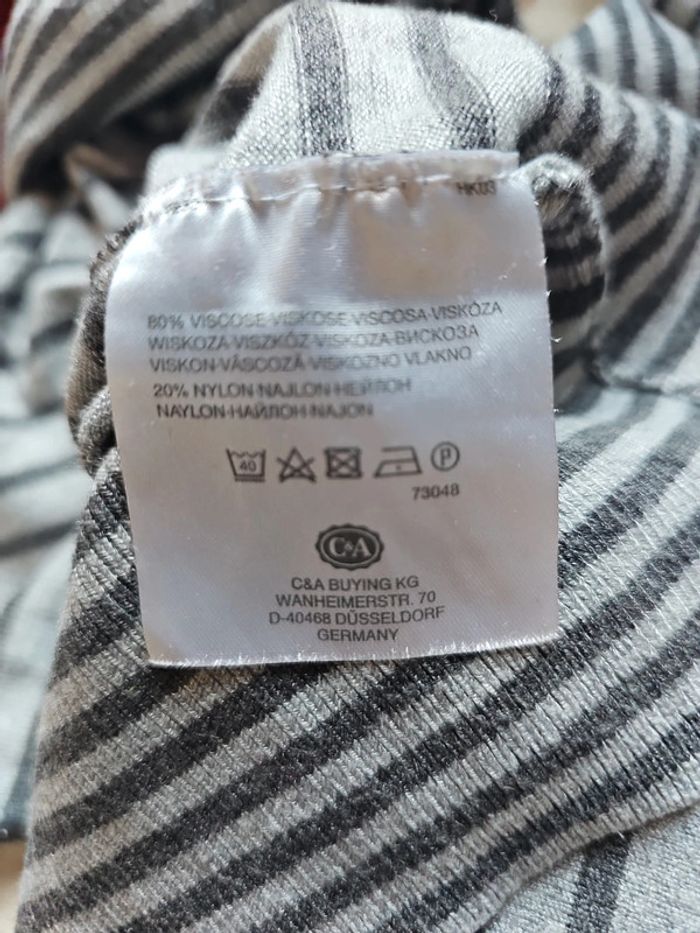 HK03
80% VISCOSE·VISKOSE·VISCOSA·VISKÓZA
WISKOZA·VISZKÓZ·VISKOZA·ВИСКОЗА
VISKON·VÂSCOZĂ·VISKOZNO VLAKNO
20% NYLON·NAJLON·НЕЙЛОН
NAYLON·НАЙЛОН·NAJON
40
P
73048
C&A
C&A BUYING KG
WANHEIMERSTR. 70
D-40468 DÜSSELDORF
GERMANY